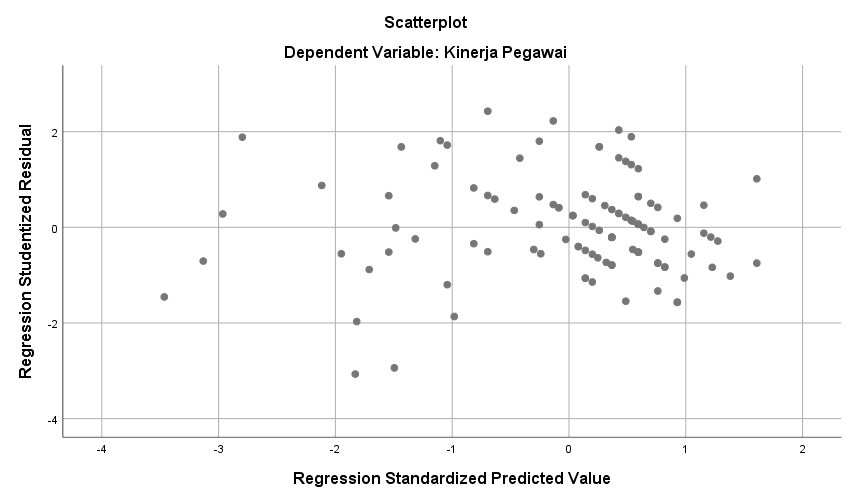 Scatterplot
Dependent Variable: Kinerja Pegawai
Regression Studentized Residual
2
0
-2
-4
-4 -3 -2 -1 0 1 2
Regression Standardized Predicted Value